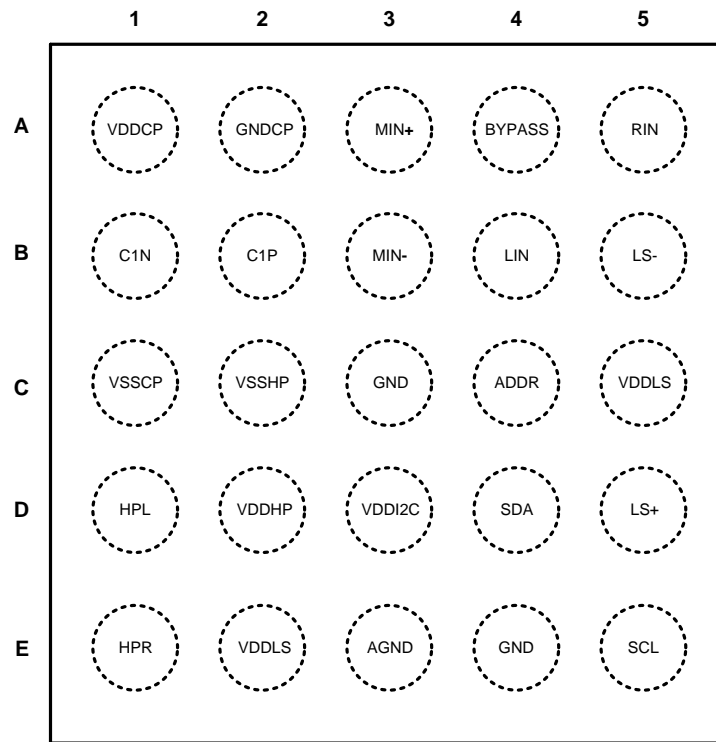 1 2 3 4 5
A VDDCP GNDCP MIN+ BYPASS RIN
B C1N C1P MIN- LIN LS-
C VSSCP VSSHP GND ADDR VDDLS
D HPL VDDHP VDDI2C SDA LS+
E HPR VDDLS AGND GND SCL